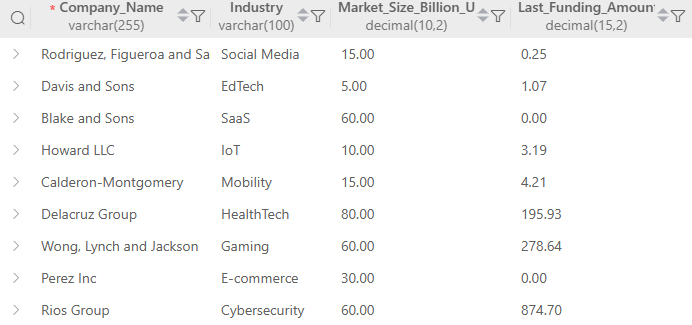 * Company_Name Industry Market_Size_Billion_U Last_Funding_Amount
varchar(255) varchar(100) decimal(10,2) decimal(15,2)
Rodriguez, Figueroa and Sa Social Media 15.00 0.25
Davis and Sons EdTech 5.00 1.07
Blake and Sons SaaS 60.00 0.00
Howard LLC IoT 10.00 3.19
Calderon-Montgomery Mobility 15.00 4.21
Delacruz Group HealthTech 80.00 195.93
Wong, Lynch and Jackson Gaming 60.00 278.64
Perez Inc E-commerce 30.00 0.00
Rios Group Cybersecurity 60.00 874.70